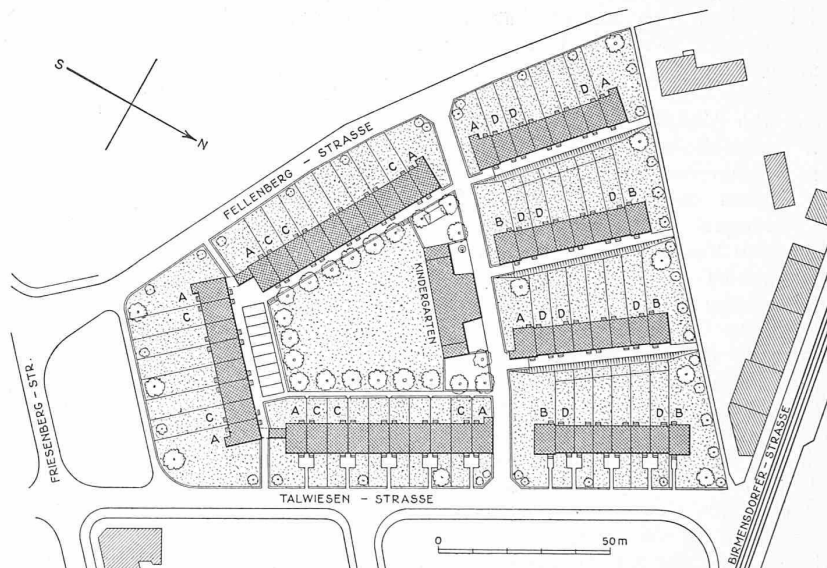 S
N
FELLENBERG - STRASSE
A D D D A
A C C C A
B D D D B
KINDERGARTEN
A C C A
A D D D B
FRIESENBERG - STR.
A C C C A
B D D B
TALWIESEN - STRASSE
BIRMENSDORFER - STRASSE
0 50 m